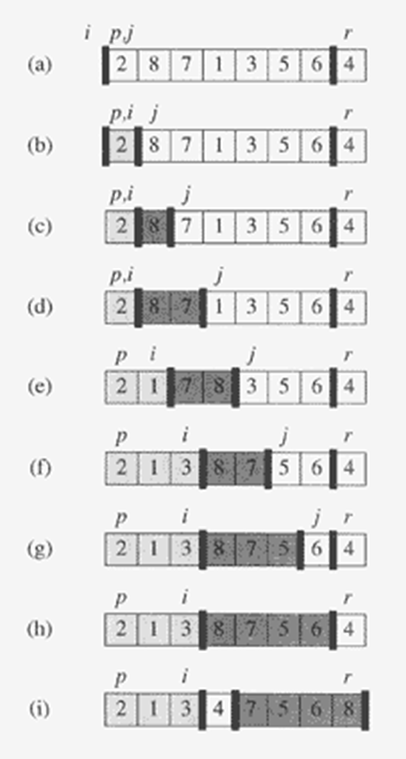 i p,j r
(a) 2 8 7 1 3 5 6 4
p,i j r
(b) 2 8 7 1 3 5 6 4
p,i j r
(c) 2 8 7 1 3 5 6 4
p,i j r
(d) 2 8 7 1 3 5 6 4
p i j r
(e) 2 1 7 8 3 5 6 4
p i j r
(f) 2 1 3 8 7 5 6 4
p i j r
(g) 2 1 3 8 7 5 6 4
p i r
(h) 2 1 3 8 7 5 6 4
p i r
(i) 2 1 3 4 7 5 6 8